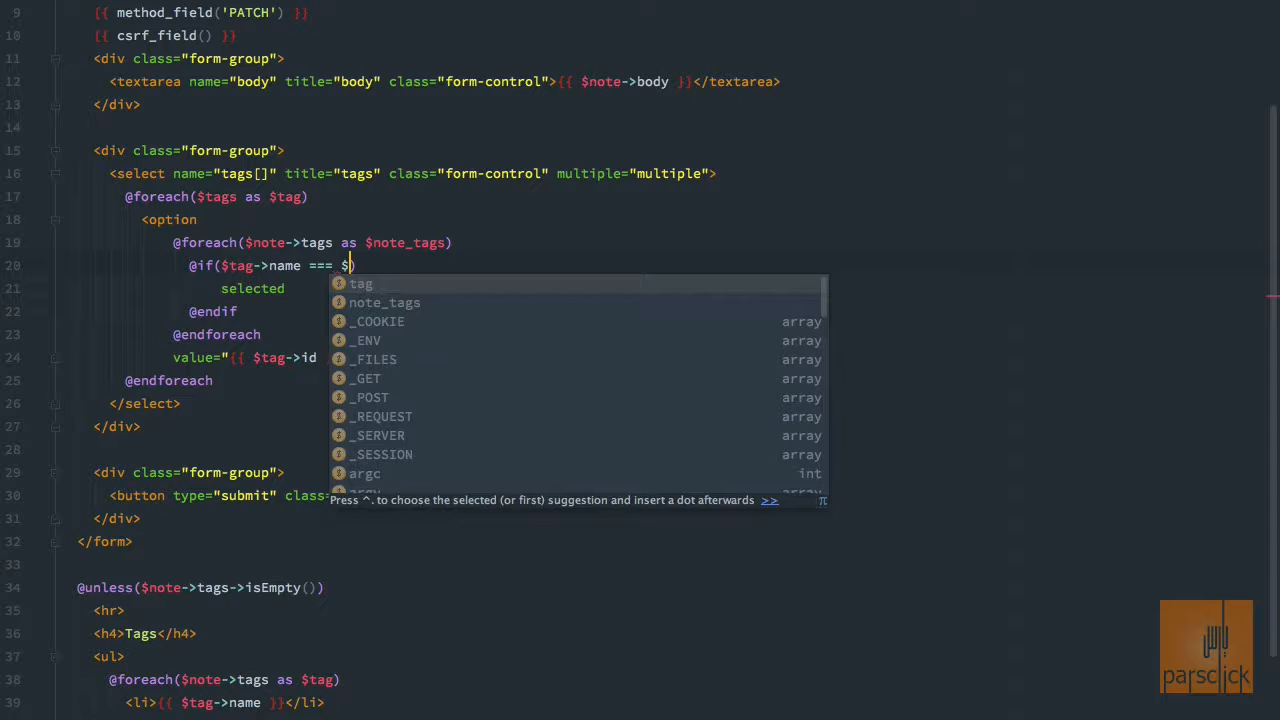 9 {{ method_field('PATCH') }}
10 {{ csrf_field() }}
11 <div class="form-group">
12 <textarea name="body" title="body" class="form-control">{{ $note->body }}</textarea>
13 </div>
14
15 <div class="form-group">
16 <select name="tags[]" title="tags" class="form-control" multiple="multiple">
17 @foreach($tags as $tag)
18 <option
19 @foreach($note->tags as $note_tags)
20 @if($tag->name === $)
tag
21 selected
note_tags
22 @endif
_COOKIE array
23 @endforeach
_ENV array
24 value="{{ $tag->id
_FILES array
25 @endforeach
_GET array
26 </select>
_POST array
27 </div>
_REQUEST array
28
_SERVER array
_SESSION array
29 <div class="form-group">
argc int
30 <button type="submit" class=
Press ^. to choose the selected (or first) suggestion and insert a dot afterwards >> π
31 </div>
32 </form>
33
34 @unless($note->tags->isEmpty())
35 <hr>
36 <h4>Tags</h4>
37 <ul>
38 @foreach($note->tags as $tag)
39 <li>{{ $tag->name }}</li>
پارس
parsclick